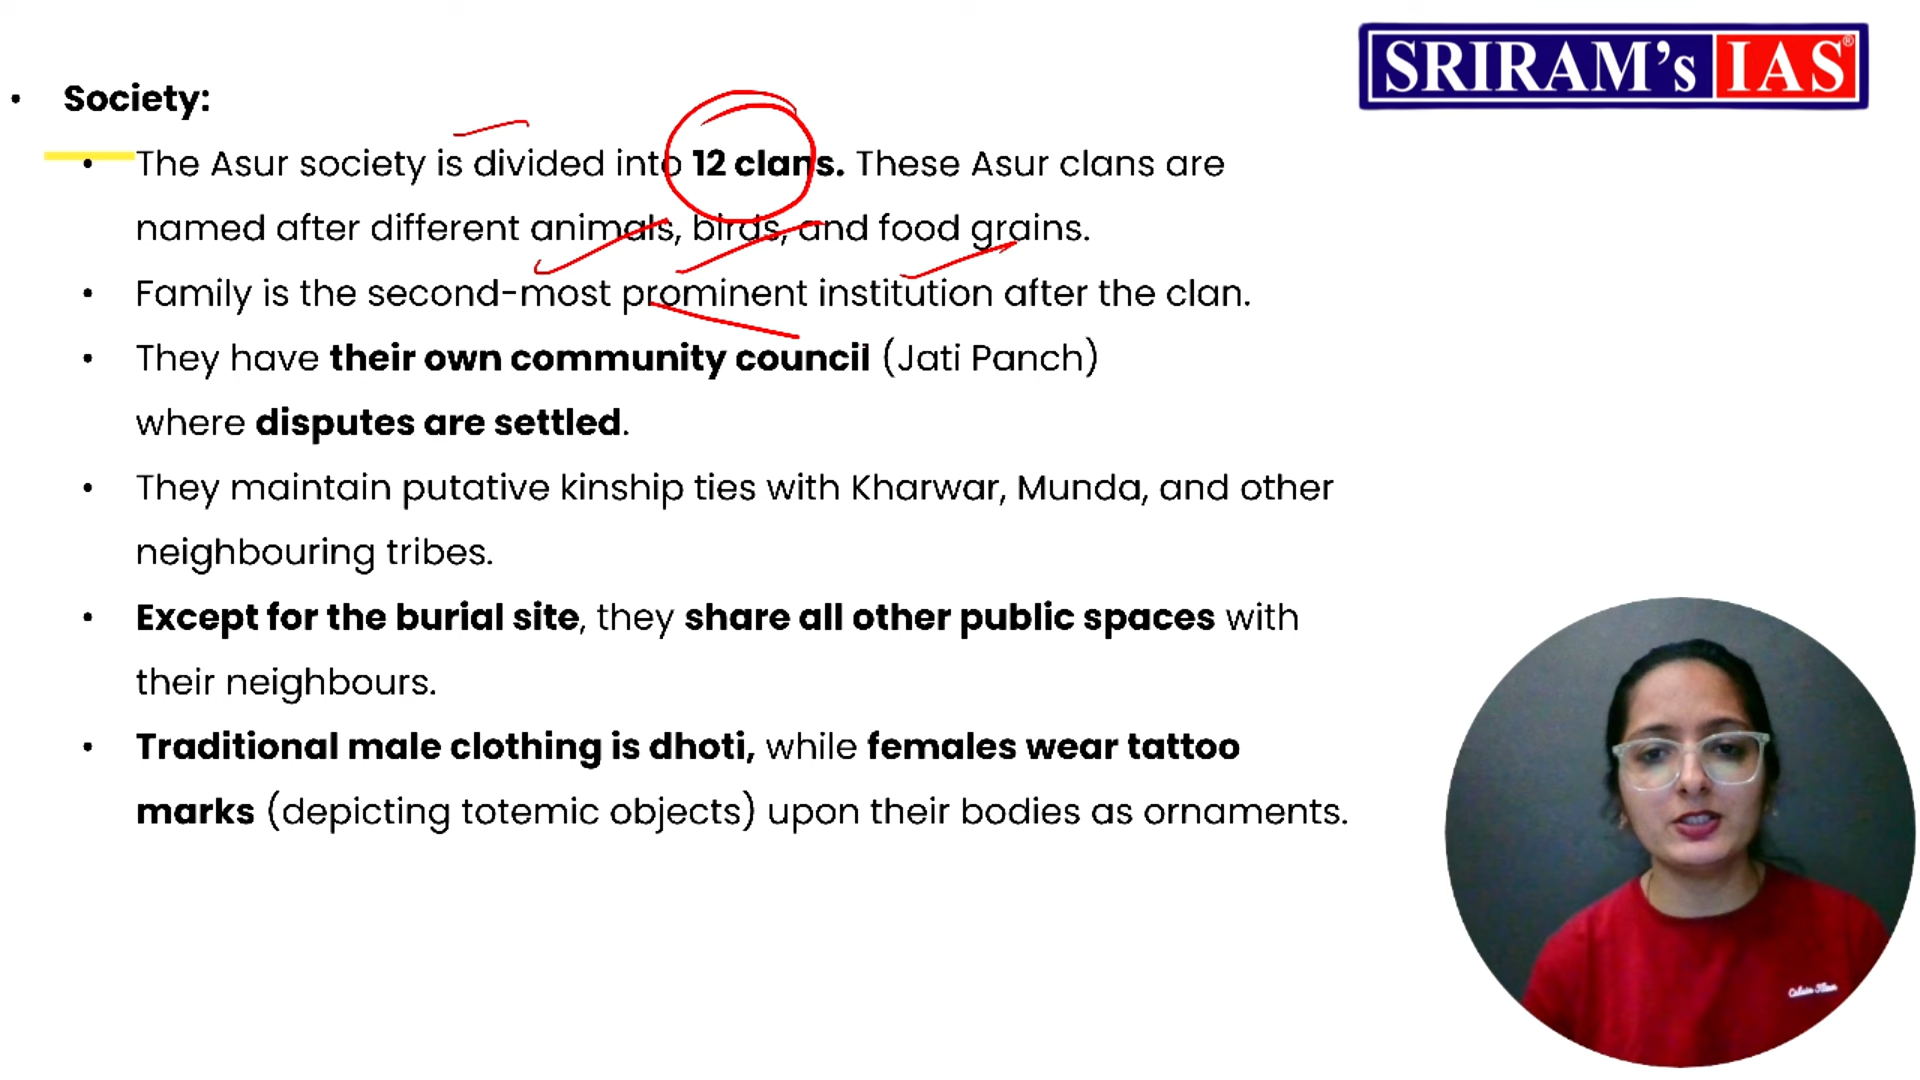 SRIRAM's IAS®
• Society:
• The Asur society is divided into 12 clans. These Asur clans are
named after different animals, birds, and food grains.
• Family is the second-most prominent institution after the clan.
• They have their own community council (Jati Panch)
where disputes are settled.
• They maintain putative kinship ties with Kharwar, Munda, and other
neighbouring tribes.
• Except for the burial site, they share all other public spaces with
their neighbours.
• Traditional male clothing is dhoti, while females wear tattoo
marks (depicting totemic objects) upon their bodies as ornaments.
Calvin Klein